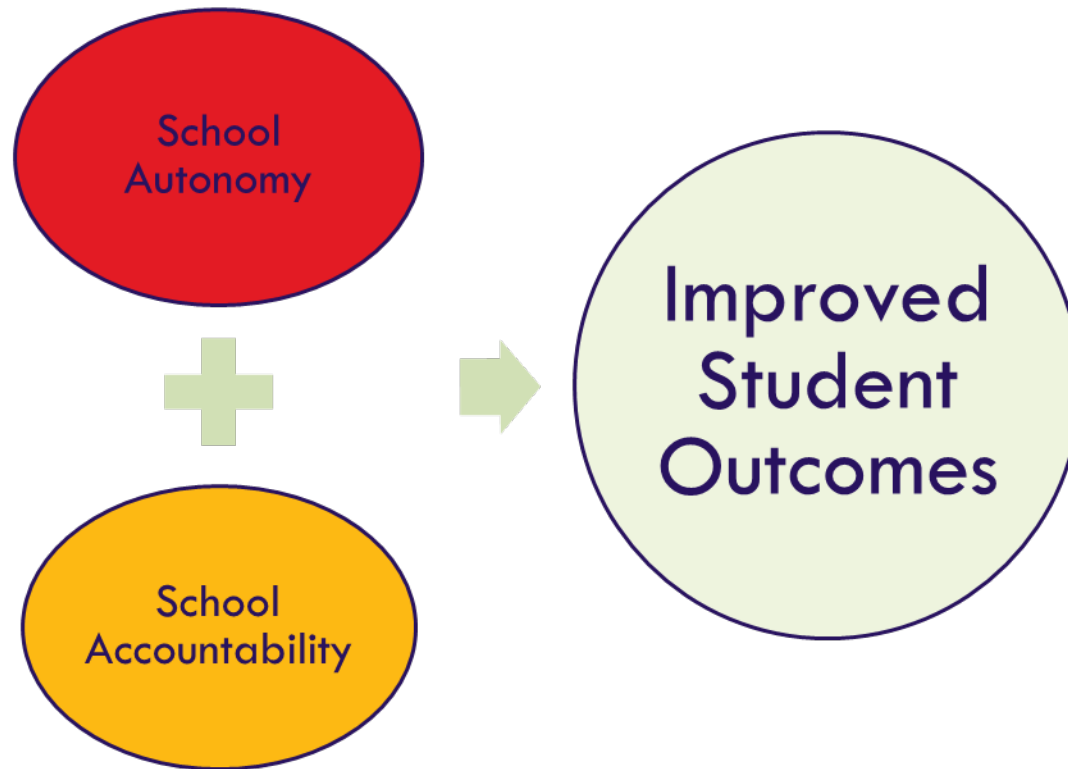 School
Autonomy
School
Accountability
Improved
Student
Outcomes